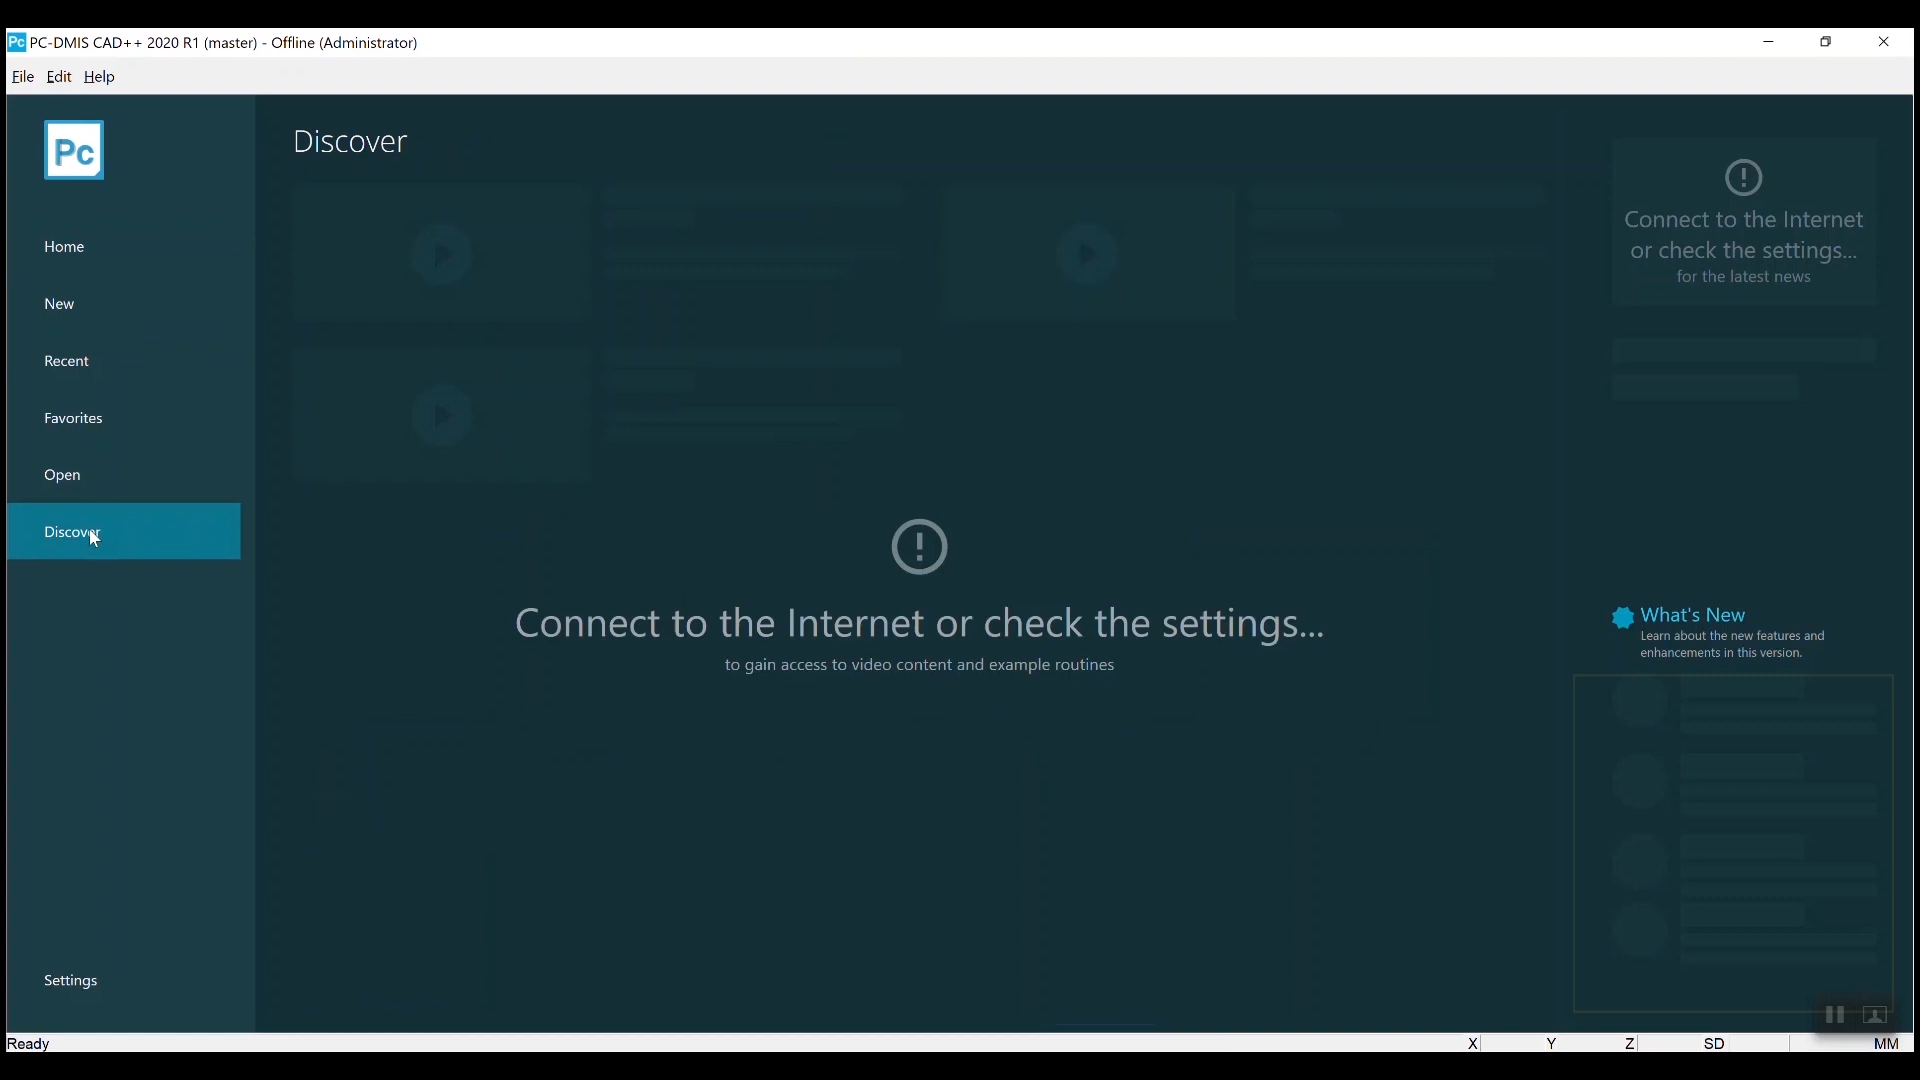 Pc PC-DMIS CAD++ 2020 R1 (master) - Offline (Administrator)
File Edit Help
Pc
Home
New
Recent
Favorites
Open
Discover
Settings
Discover
Connect to the Internet or check the settings...
to gain access to video content and example routines
Connect to the Internet
or check the settings...
for the latest news
What's New
Learn about the new features and
enhancements in this version.
Ready X Y Z SD MM